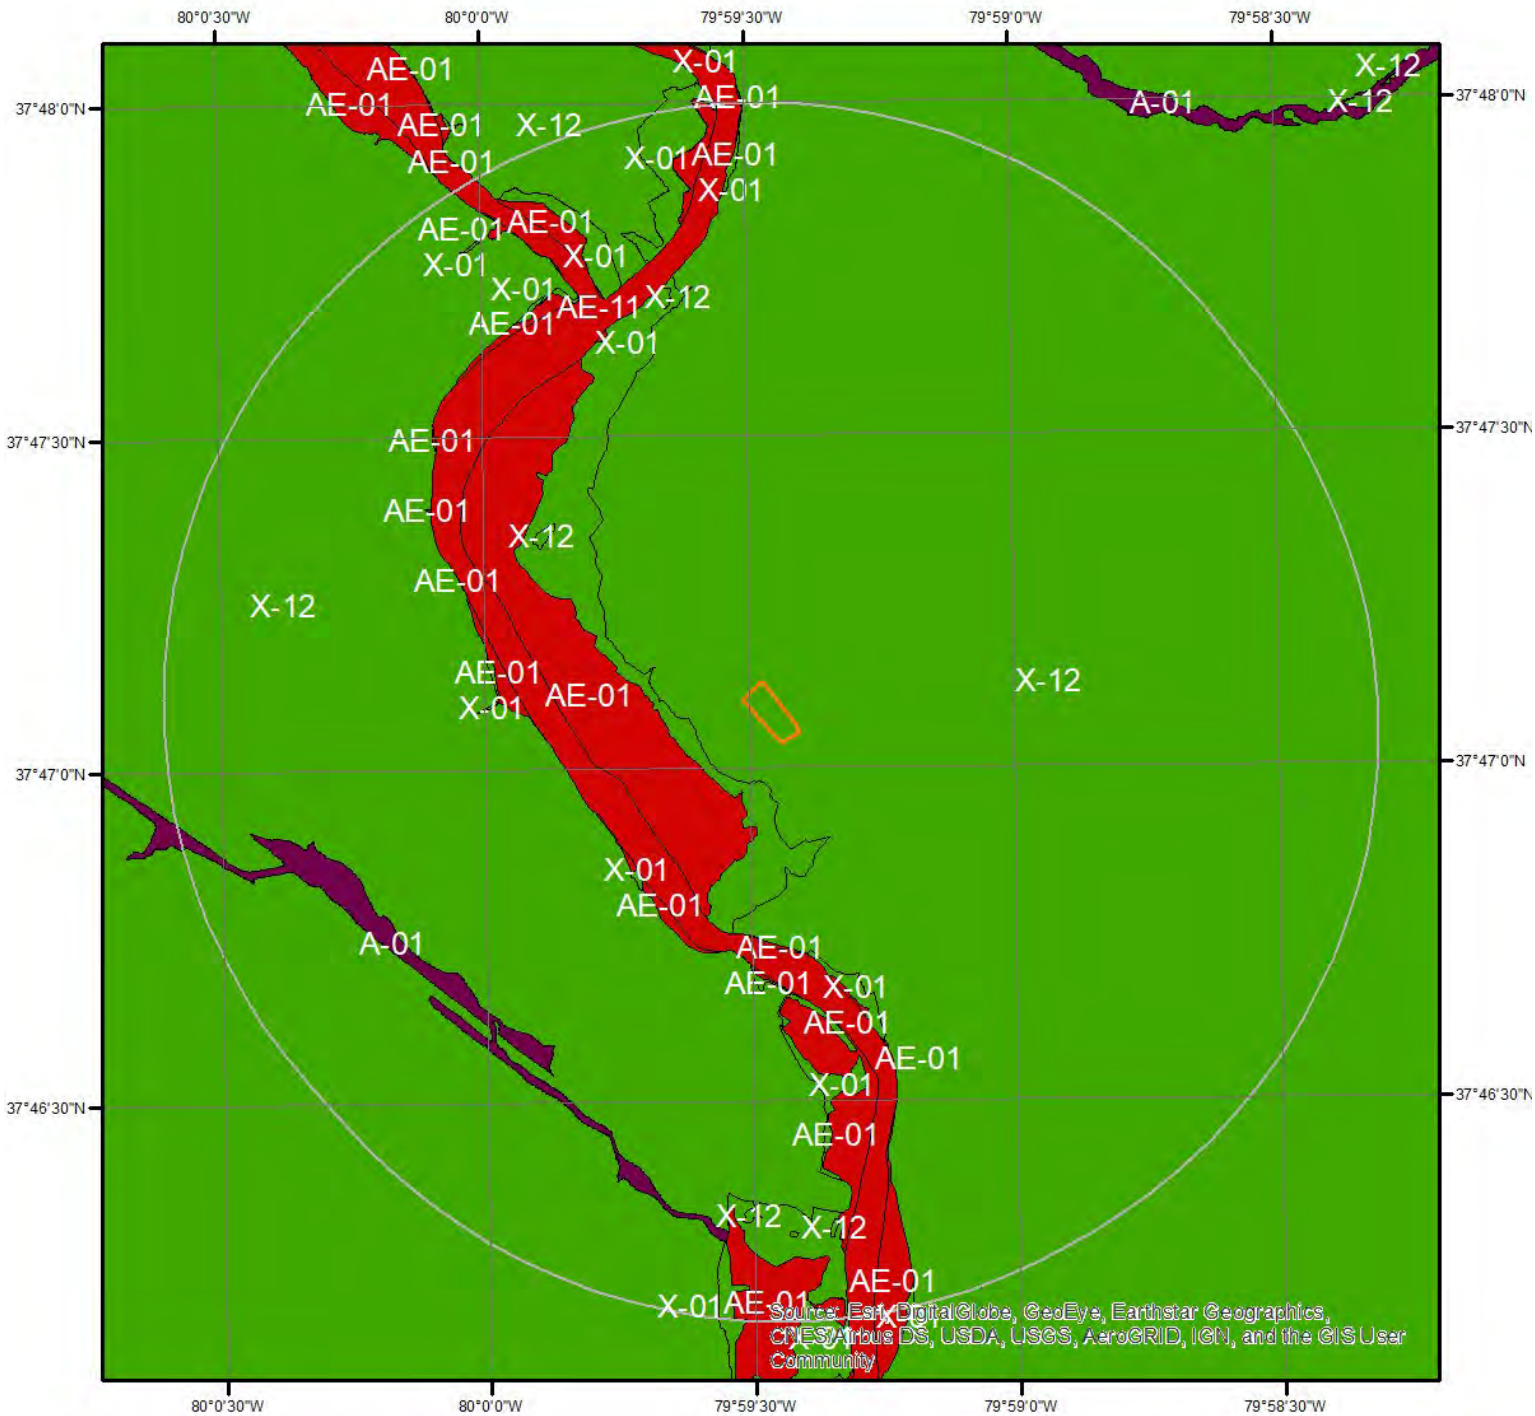 80°0'30"W 80°0'0"W 79°59'30"W 79°59'0"W 79°58'30"W
AE-01 X-01 X-12
37°48'0"N AE-01 AE-01 A-01 X-12 37°48'0"N
AE-01 X-12
AE-01 X-01 AE-01
X-01
AE-01 AE-01
X-01 X-01
X-01 AE-11 X-12
AE-01 X-01
37°47'30"N AE-01 37°47'30"N
AE-01
X-12
AE-01
X-12
AE-01 X-12
X-01 AE-01
37°47'0"N 37°47'0"N
X-01
AE-01
A-01 AE-01
AE-01 X-01
AE-01
AE-01
X-01
37°46'30"N 37°46'30"N
AE-01
X-12 X-12
AE-01
X-01 AE-01 X-01
Source: Esri, DigitalGlobe, GeoEye, Earthstar Geographics,
CNES/Airbus DS, USDA, USGS, AeroGRID, IGN, and the GIS User
X-01
Community
80°0'30"W 80°0'0"W 79°59'30"W 79°59'0"W 79°58'30"W